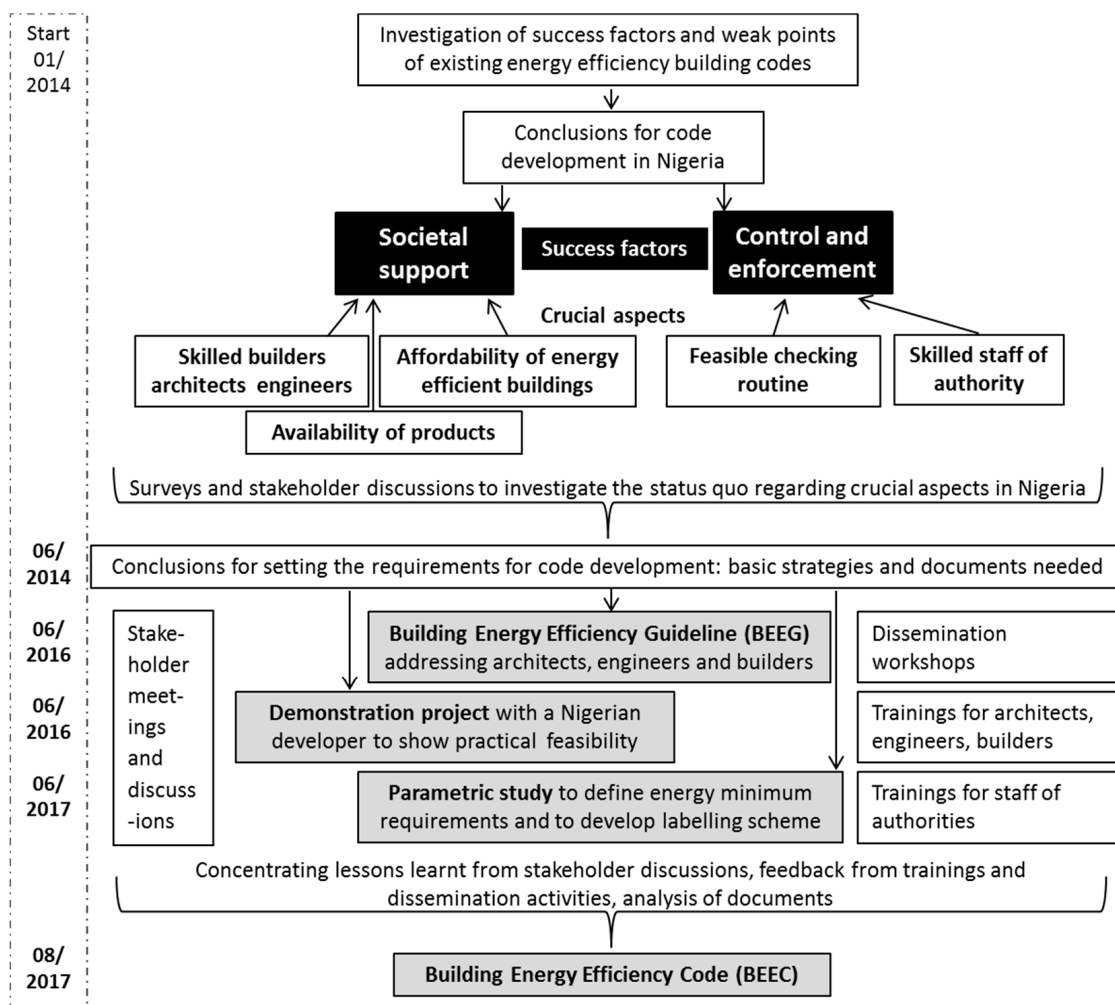 Start
01/
2014
Investigation of success factors and weak points
of existing energy efficiency building codes
Conclusions for code
development in Nigeria
Societal
support
Success factors
Control and
enforcement
Crucial aspects
Skilled builders
architects engineers
Affordability of energy
efficient buildings
Feasible checking
routine
Skilled staff of
authority
Availability of products
Surveys and stakeholder discussions to investigate the status quo regarding crucial aspects in Nigeria
06/
2014
Conclusions for setting the requirements for code development: basic strategies and documents needed
06/
2016
Stake-
holder
meet-
ings
and
discuss
-ions
Building Energy Efficiency Guideline (BEEG)
addressing architects, engineers and builders
Dissemination
workshops
06/
2016
Demonstration project with a Nigerian
developer to show practical feasibility
Trainings for architects,
engineers, builders
06/
2017
Parametric study to define energy minimum
requirements and to develop labelling scheme
Trainings for staff of
authorities
Concentrating lessons learnt from stakeholder discussions, feedback from trainings and
dissemination activities, analysis of documents
08/
2017
Building Energy Efficiency Code (BEEC)